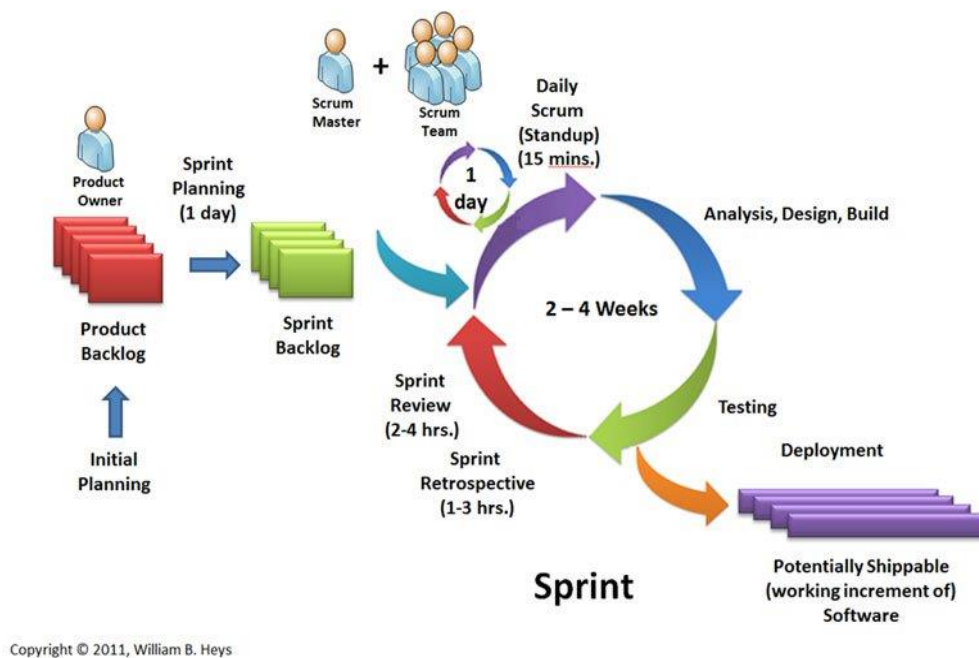 Scrum
Master
+
Scrum
Team
Daily
Scrum
(Standup)
(15 mins.)
1
day
Product
Owner
Sprint
Planning
(1 day)
Analysis, Design, Build
2 – 4 Weeks
Product
Backlog
Sprint
Backlog
Initial
Planning
Sprint
Review
(2-4 hrs.)
Sprint
Retrospective
(1-3 hrs.)
Testing
Deployment
Potentially Shippable
(working increment of)
Software
Sprint
Copyright © 2011, William B. Heys